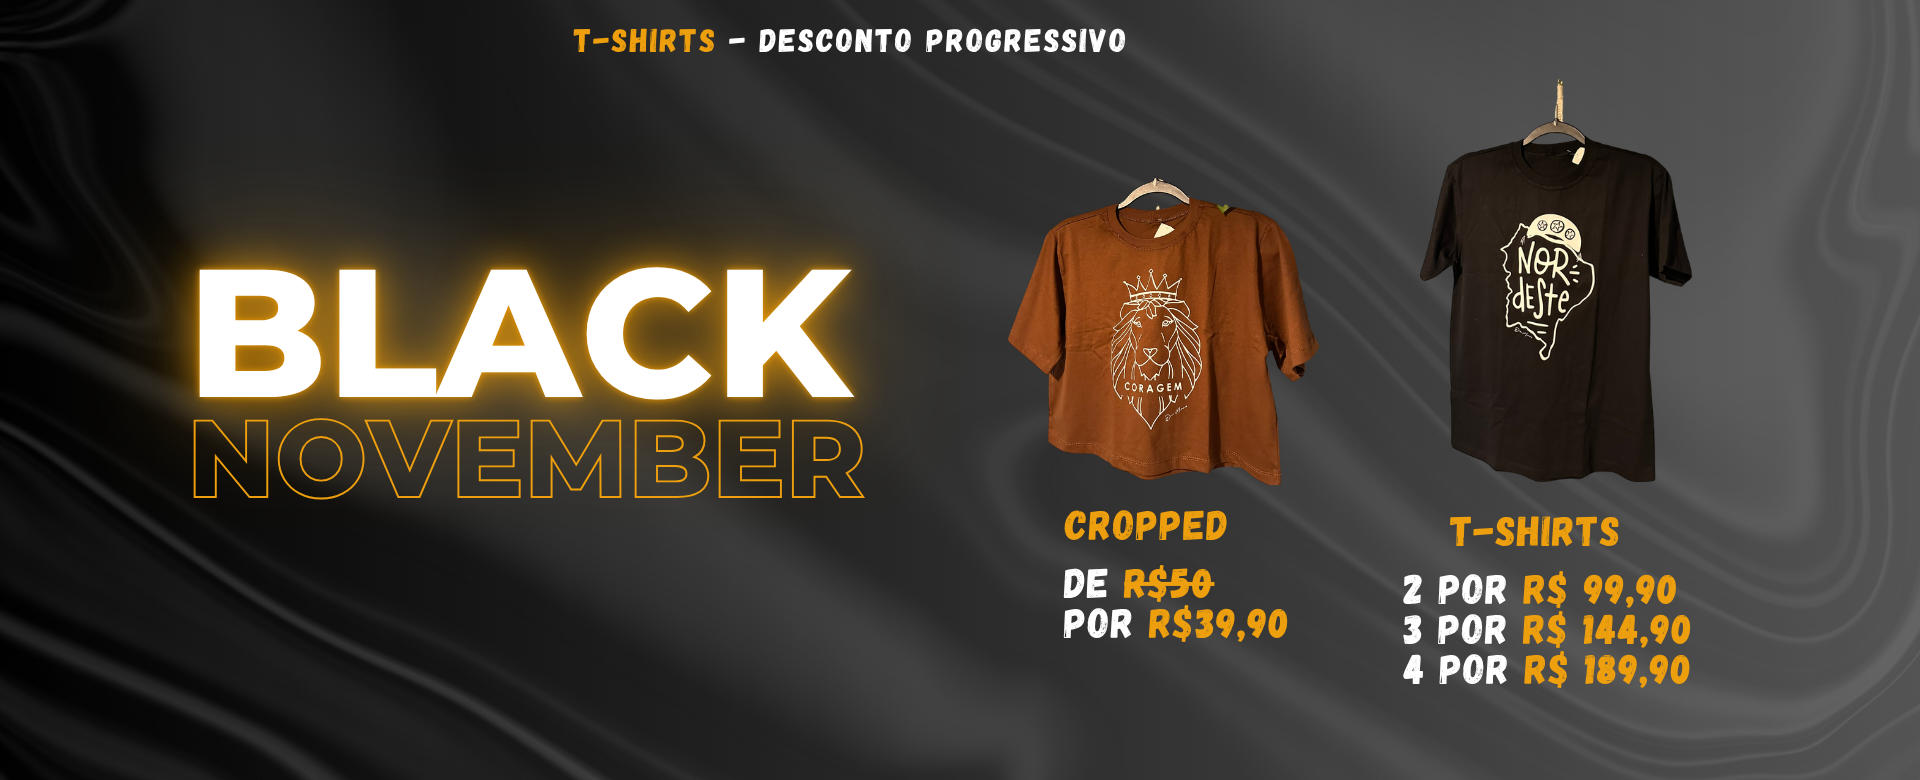 T-SHIRTS - DESCONTO PROGRESSIVO
BLACK
NOVEMBER
CORAGEM
NOR
dEste
CROPPED
DE R$50
POR R$39,90
T-SHIRTS
2 POR R$ 99,90
3 POR R$ 144,90
4 POR R$ 189,90